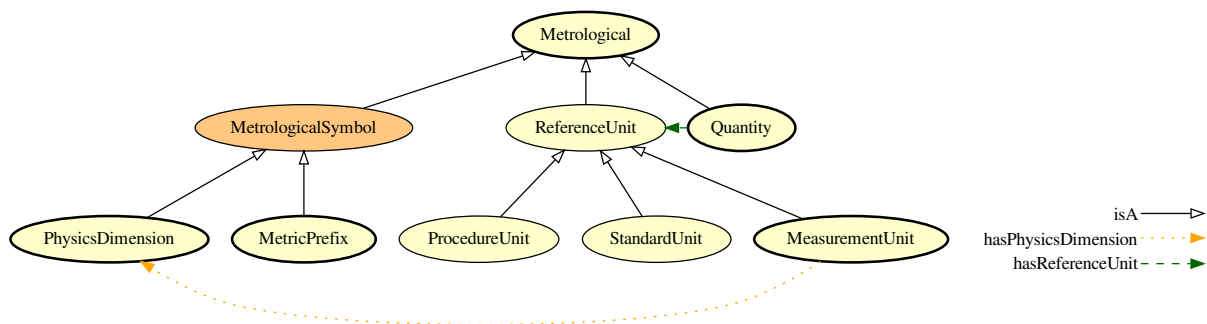 Metrological
MetrologicalSymbol
ReferenceUnit
Quantity
PhysicsDimension
MetricPrefix
ProcedureUnit
StandardUnit
MeasurementUnit
isA
hasPhysicsDimension
hasReferenceUnit